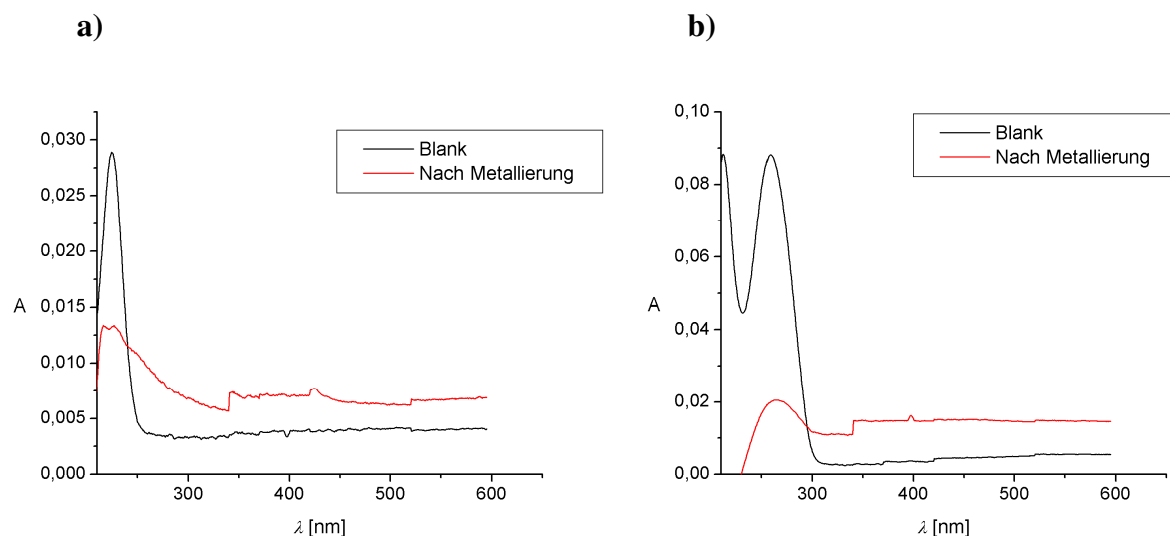 a)
0,030
0,025
0,020
0,015
0,010
0,005
0,000
A
300
400
500
600
λ [nm]
Blank
Nach Metallierung
b)
0,10
0,08
0,06
0,04
0,02
0,00
A
300
400
500
600
λ [nm]
Blank
Nach Metallierung